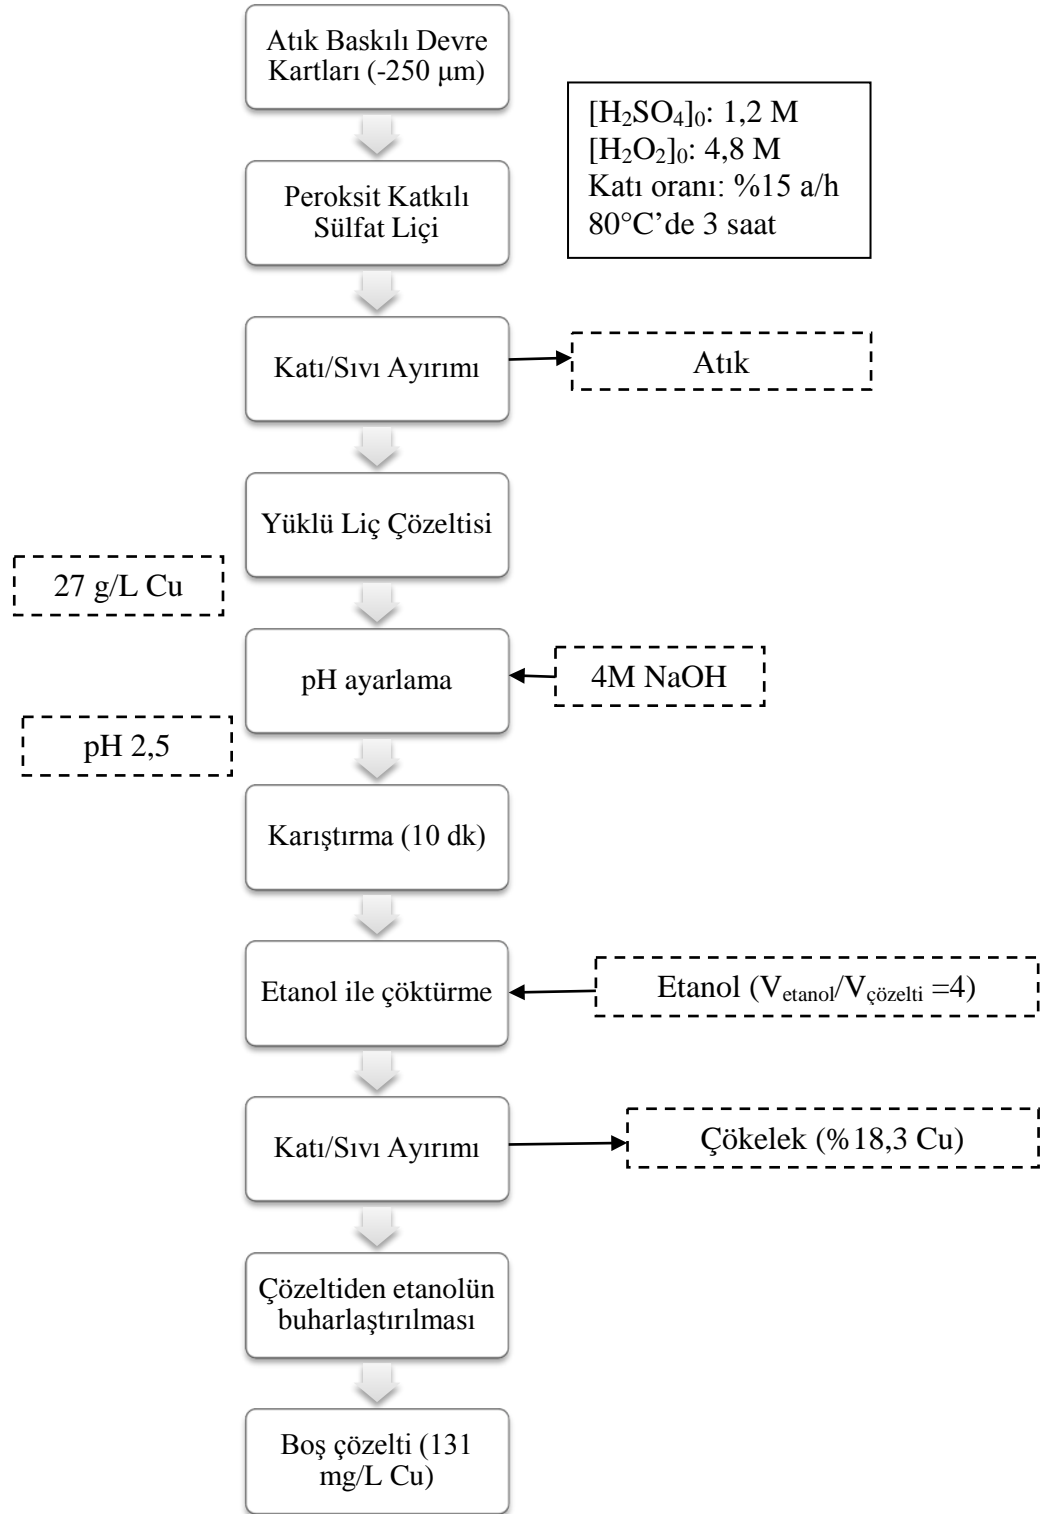 Atık Baskılı Devre
Kartları (-250 µm)
[H₂SO₄]₀: 1,2 M
[H₂O₂]₀: 4,8 M
Katı oranı: %15 a/h
80°C’de 3 saat
Peroksit Katkılı
Sülfat Liçi
Katı/Sıvı Ayırımı
Atık
Yüklü Liç Çözeltisi
27 g/L Cu
pH ayarlama
4M NaOH
pH 2,5
Karıştırma (10 dk)
Etanol ile çöktürme
Etanol (Vetanol/Vçözelti =4)
Katı/Sıvı Ayırımı
Çökelek (%18,3 Cu)
Çözeltiden etanolün
buharlaştırılması
Boş çözelti (131
mg/L Cu)